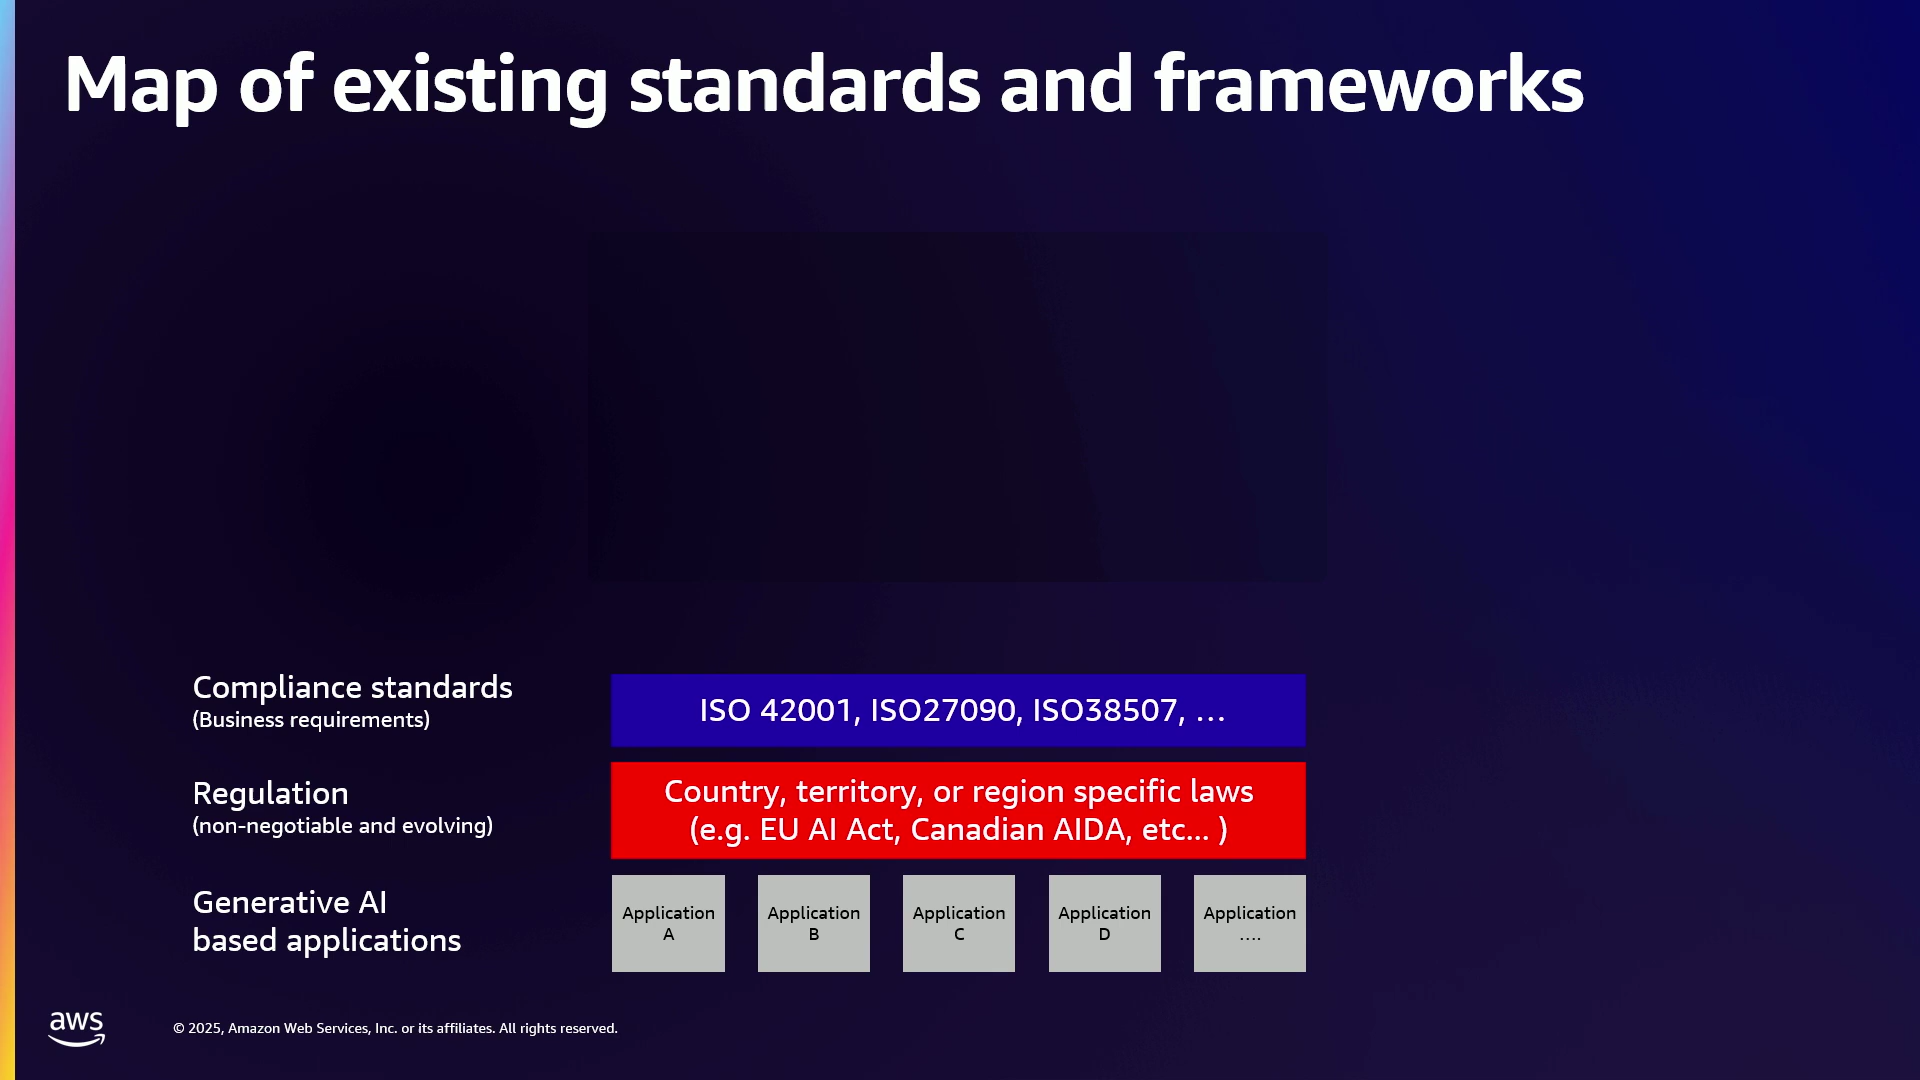 Map of existing standards and frameworks
Compliance standards
(Business requirements)
ISO 42001, ISO27090, ISO38507, ...
Regulation
(non-negotiable and evolving)
Country, territory, or region specific laws
(e.g. EU AI Act, Canadian AIDA, etc... )
Generative AI
based applications
Application
A
Application
B
Application
C
Application
D
Application
....
aws
© 2025, Amazon Web Services, Inc. or its affiliates. All rights reserved.